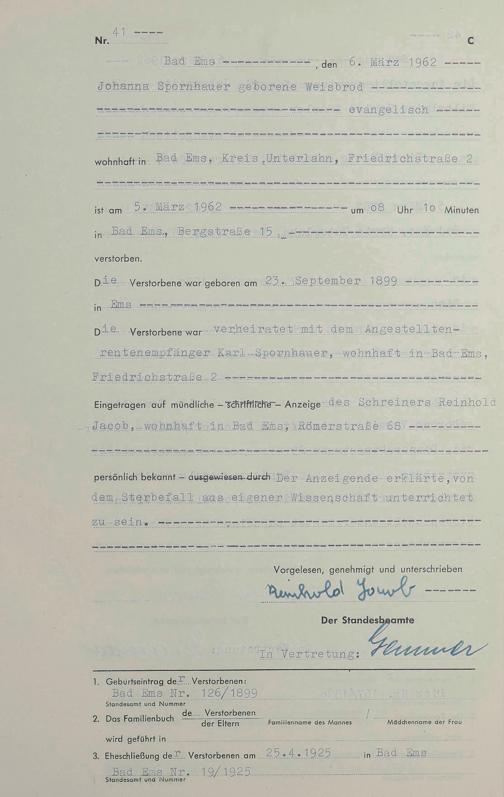 Nr. 41 ---- C
Bad Ems ------------, den 6. März 1962 -----
Johanna Spornhauer geborene Weisbrod ---------------
--------------------------------- evangelisch ------
----------------------------------------------------
wohnhaft in Bad Ems, Kreis Unterlahn, Friedrichstraße 2
----------------------------------------------------
ist am 5. März 1962 ---------------- um 08 Uhr 10 Minuten
in Bad Ems, Bergstraße 15 --------------------------
verstorben.
Die Verstorbene war geboren am 23. September 1899 ----------
in Ems ---------------------------------------------
Die Verstorbene war verheiratet mit dem Angestellten-
rentenempfänger Karl Spornhauer, wohnhaft in Bad Ems,
Friedrichstraße 2 ----------------------------------
Eingetragen auf mündliche – schriftliche – Anzeige des Schreiners Reinhold
Jacob, wohnhaft in Bad Ems, Römerstraße 68 ---------
----------------------------------------------------
persönlich bekannt – ausgewiesen durch Der Anzeigende erklärte, von
dem Sterbefall aus eigener Wissenschaft unterrichtet
zu sein. -------------------------------------------
----------------------------------------------------
Vorgelesen, genehmigt und unterschrieben
Reinhold Jacob -------
Der Standesbeamte
In Vertretung: Gemmer
1. Geburtseintrag der Verstorbenen:
Bad Ems Nr. 126/1899
Standesamt und Nummer
2. Das Familienbuch de Verstorbenen / der Eltern /
Familienname des Mannes Mädchenname der Frau
wird geführt in
3. Eheschließung der Verstorbenen am 25.4.1925 in Bad Ems
Bad Ems Nr. 19/1925
Standesamt und Nummer